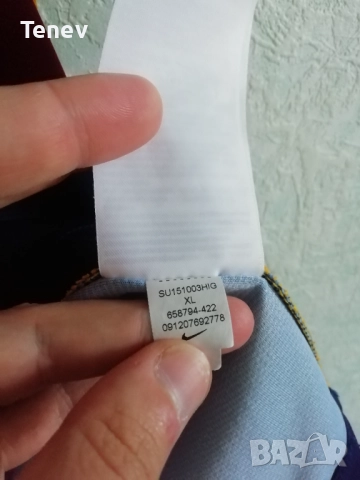 Tenev
SU151003HIG
XL
658794-422
091207692778
BAZAR